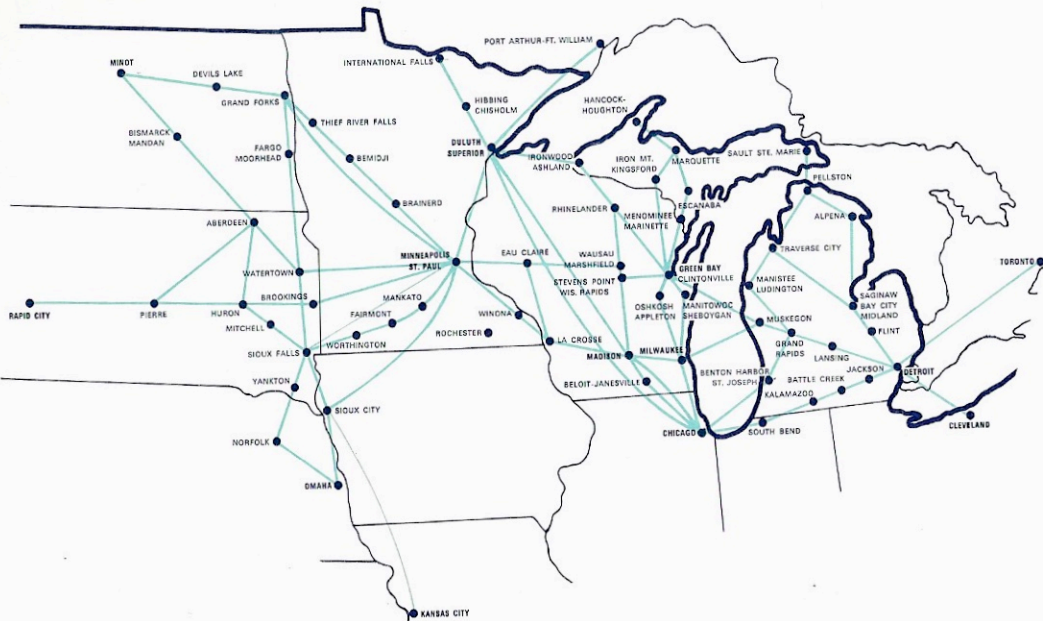 PORT ARTHUR-FT. WILLIAM
INTERNATIONAL FALLS
MINOT
DEVILS LAKE
GRAND FORKS
HIBBING
CHISHOLM
HANCOCK-
HOUGHTON
THIEF RIVER FALLS
BISMARCK
MANDAN
FARGO
MOORHEAD
BEMIDJI
DULUTH
SUPERIOR
IRONWOOD
ASHLAND
IRON MT.
KINGSFORD
MARQUETTE
SAULT STE. MARIE
PELLSTON
BRAINERD
RHINELANDER
ESCANABA
MENOMINEE
MARINETTE
ALPENA
ABERDEEN
MINNEAPOLIS
ST. PAUL
EAU CLAIRE
WAUSAU
MARSHFIELD
GREEN BAY
CLINTONVILLE
TRAVERSE CITY
TORONTO
WATERTOWN
STEVENS POINT
WIS. RAPIDS
MANISTEE
LUDINGTON
SAGINAW
BAY CITY
MIDLAND
RAPID CITY
PIERRE
HURON
BROOKINGS
MANKATO
FAIRMONT
WINONA
OSHKOSH
APPLETON
MANITOWOC
SHEBOYGAN
MUSKEGON
MITCHELL
ROCHESTER
FLINT
SIOUX FALLS
WORTHINGTON
LA CROSSE
MADISON
MILWAUKEE
GRAND
RAPIDS
LANSING
BENTON HARBOR
ST. JOSEPH
JACKSON
DETROIT
YANKTON
BELOIT-JANESVILLE
BATTLE CREEK
KALAMAZOO
SIOUX CITY
CHICAGO
SOUTH BEND
CLEVELAND
NORFOLK
OMAHA
KANSAS CITY